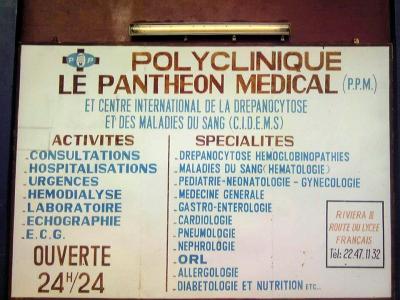 POLYCLINIQUE
LE PANTHEON MEDICAL (P.P.M.)
ET CENTRE INTERNATIONAL DE LA DREPANOCYTOSE
ET DES MALADIES DU SANG (C.I.D.E.M.S)
ACTIVITES
CONSULTATIONS
HOSPITALISATIONS
URGENCES
HEMODIALYSE
LABORATOIRE
ECHOGRAPHIE
E.C.G.
OUVERTE
24H/24
SPECIALITES
DREPANOCYTOSE HEMOGLOBINOPATHIES
MALADIES DU SANG (HEMATOLOGIE)
PEDIATRIE-NEONATOLOGIE - GYNECOLOGIE
MEDECINE GENERALE
GASTRO-ENTEROLOGIE
CARDIOLOGIE
PNEUMOLOGIE
NEPHROLOGIE
ORL
ALLERGOLOGIE
DIABETOLOGIE ET NUTRITION ETC..
RIVIERA II
ROUTE DU LYCEE
FRANCAIS
Tél: 22.47.11 32